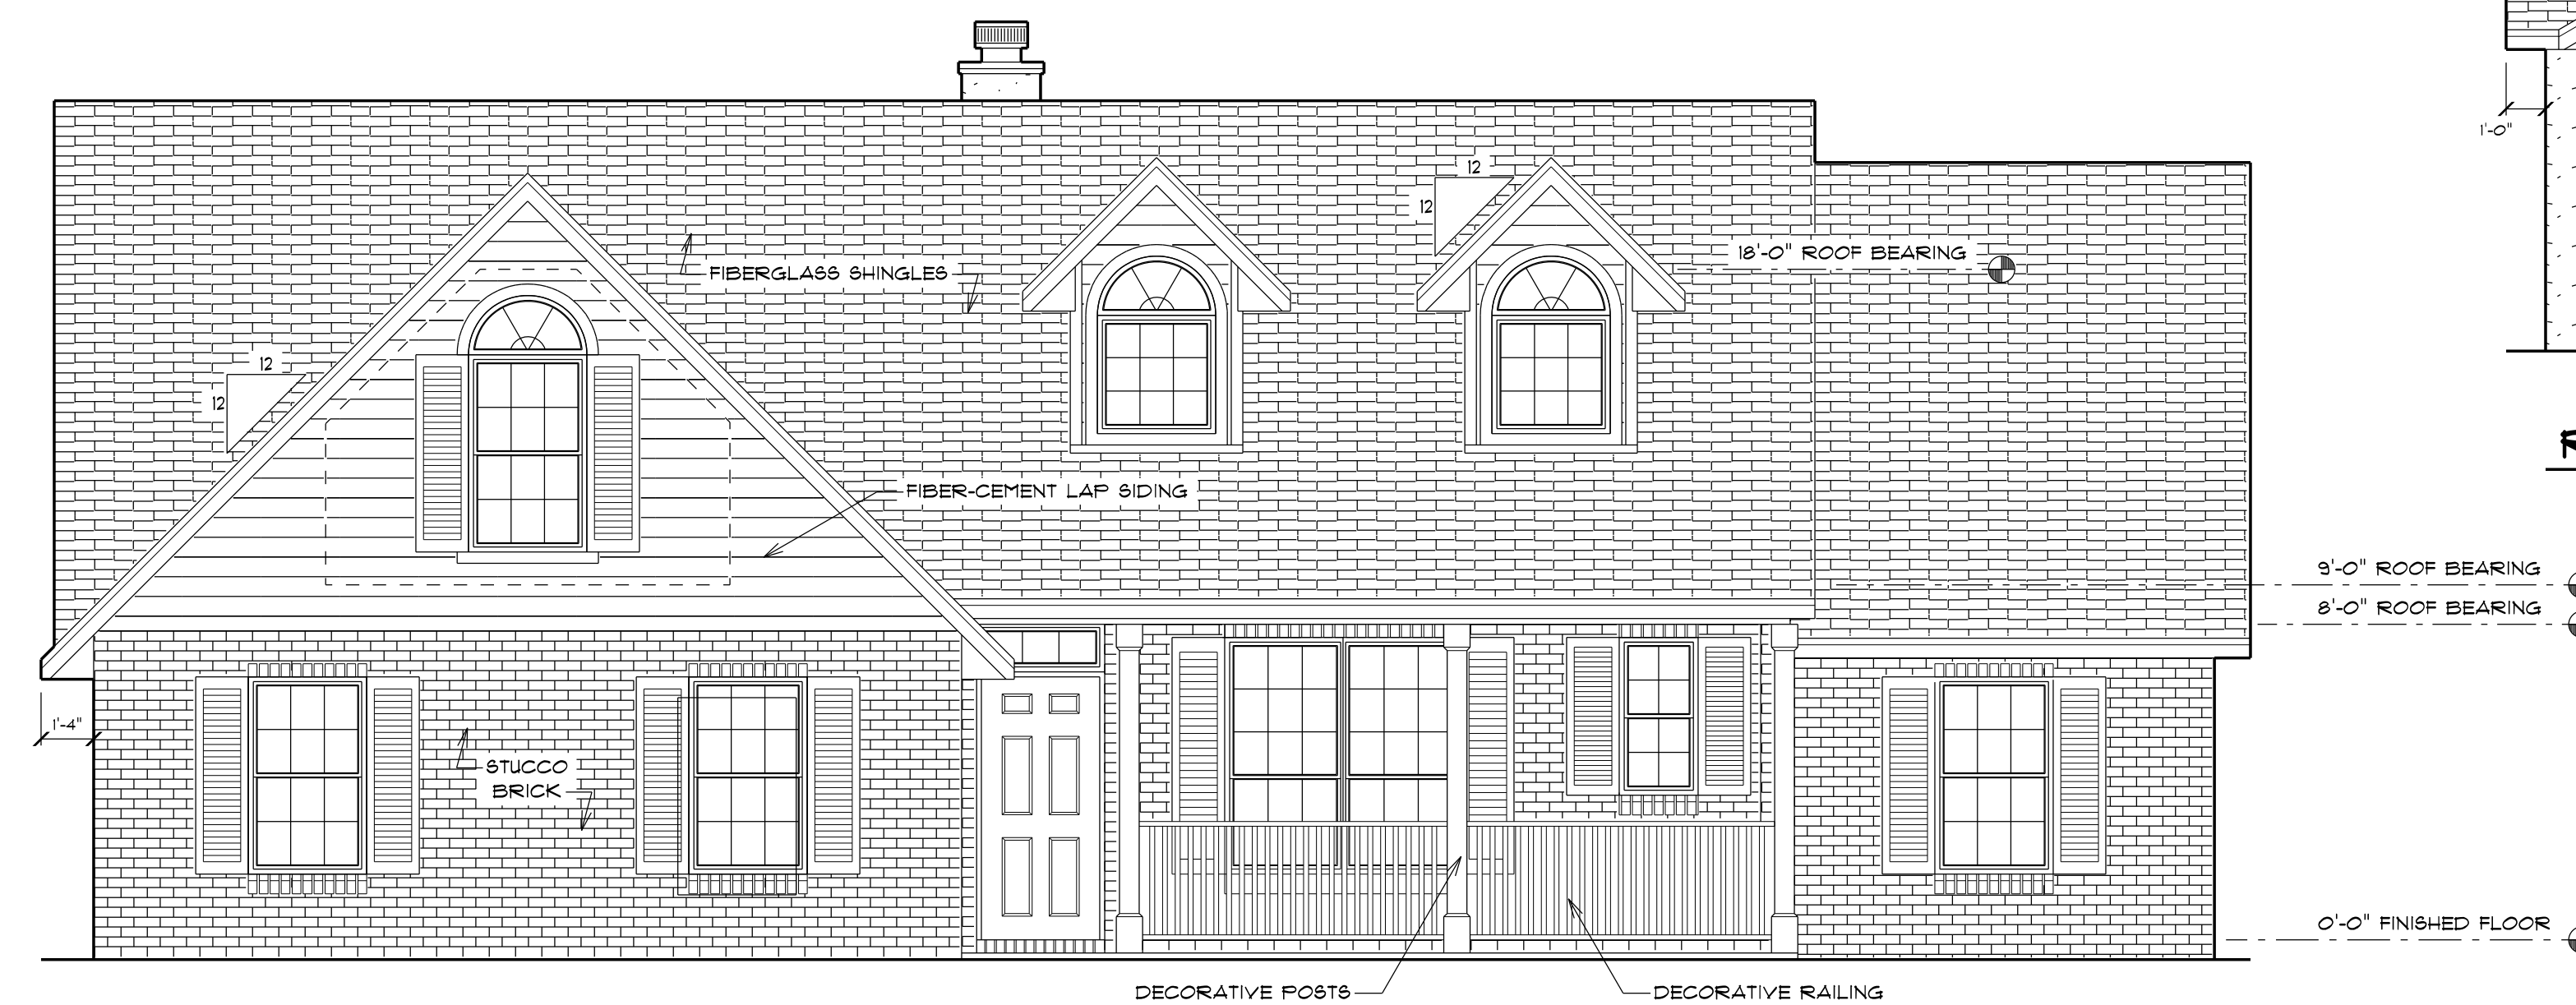 1'-0"
12
12
18'-0" ROOF BEARING
FIBERGLASS SHINGLES
12
12
FIBER-CEMENT LAP SIDING
9'-0" ROOF BEARING
8'-0" ROOF BEARING
1'-4"
STUCCO
BRICK
0'-0" FINISHED FLOOR
DECORATIVE POSTS
DECORATIVE RAILING